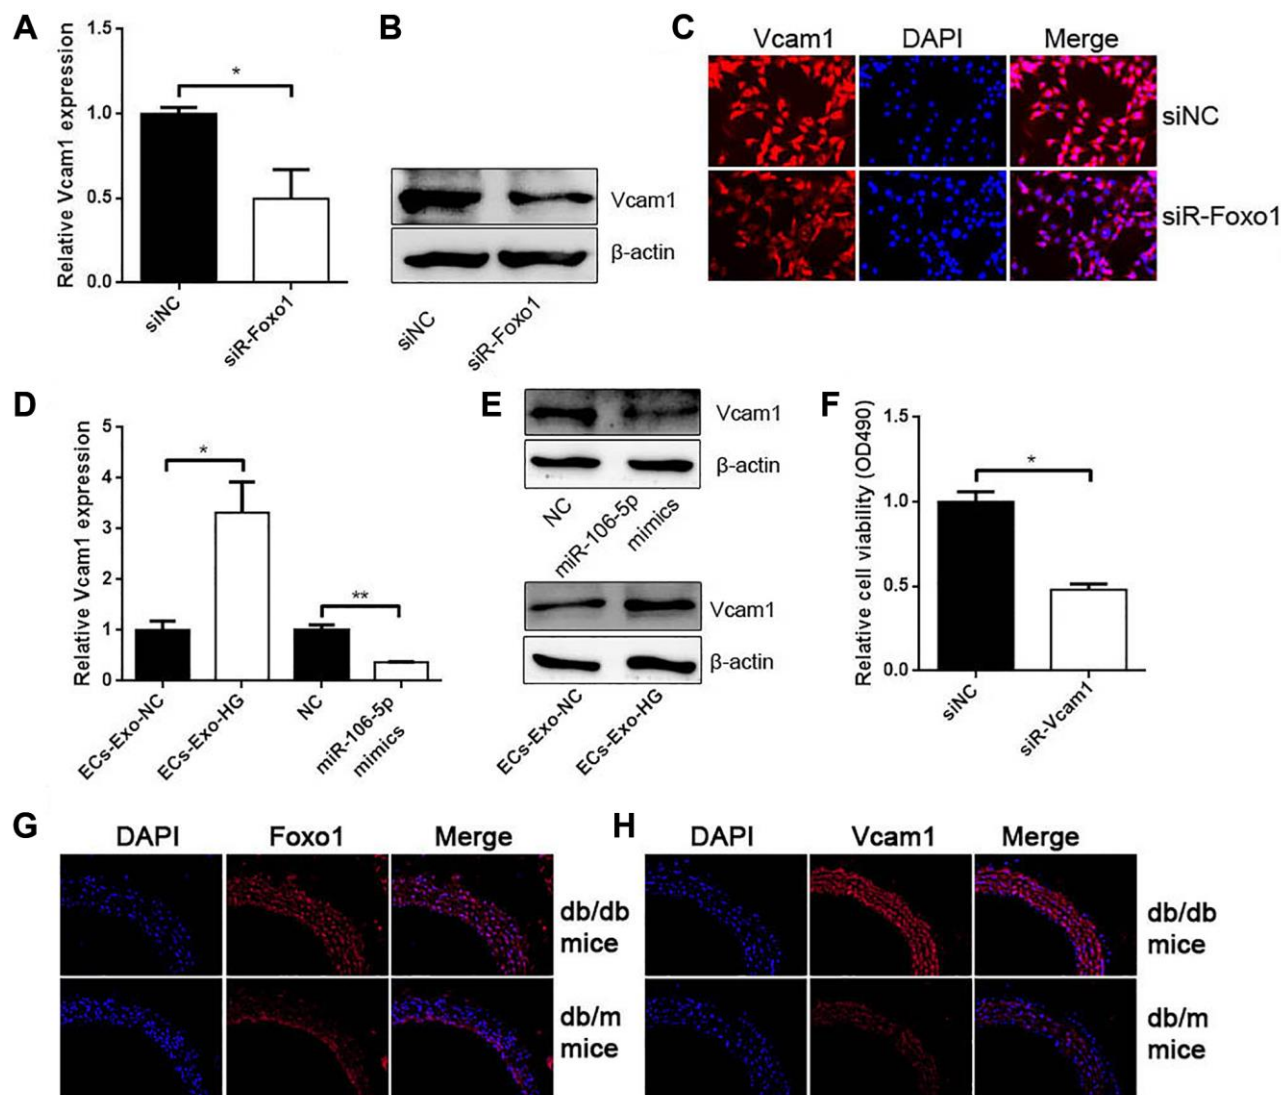 A
Relative Vcam1 expression
1.5
1.0
0.5
0.0
*
siNC
siR-Foxo1
B
Vcam1
β-actin
siNC
siR-Foxo1
C
Vcam1 DAPI Merge
siNC
siR-Foxo1
D
Relative Vcam1 expression
5
4
3
2
1
0
*
**
ECs-Exo-NC
ECs-Exo-HG
NC
miR-106-5p
mimics
E
Vcam1
β-actin
NC
miR-106-5p
mimics
Vcam1
β-actin
ECs-Exo-NC
ECs-Exo-HG
F
Relative cell viability (OD490)
1.5
1.0
0.5
0.0
*
siNC
siR-Vcam1
G
DAPI Foxo1 Merge
db/db
mice
db/m
mice
H
DAPI Vcam1 Merge
db/db
mice
db/m
mice